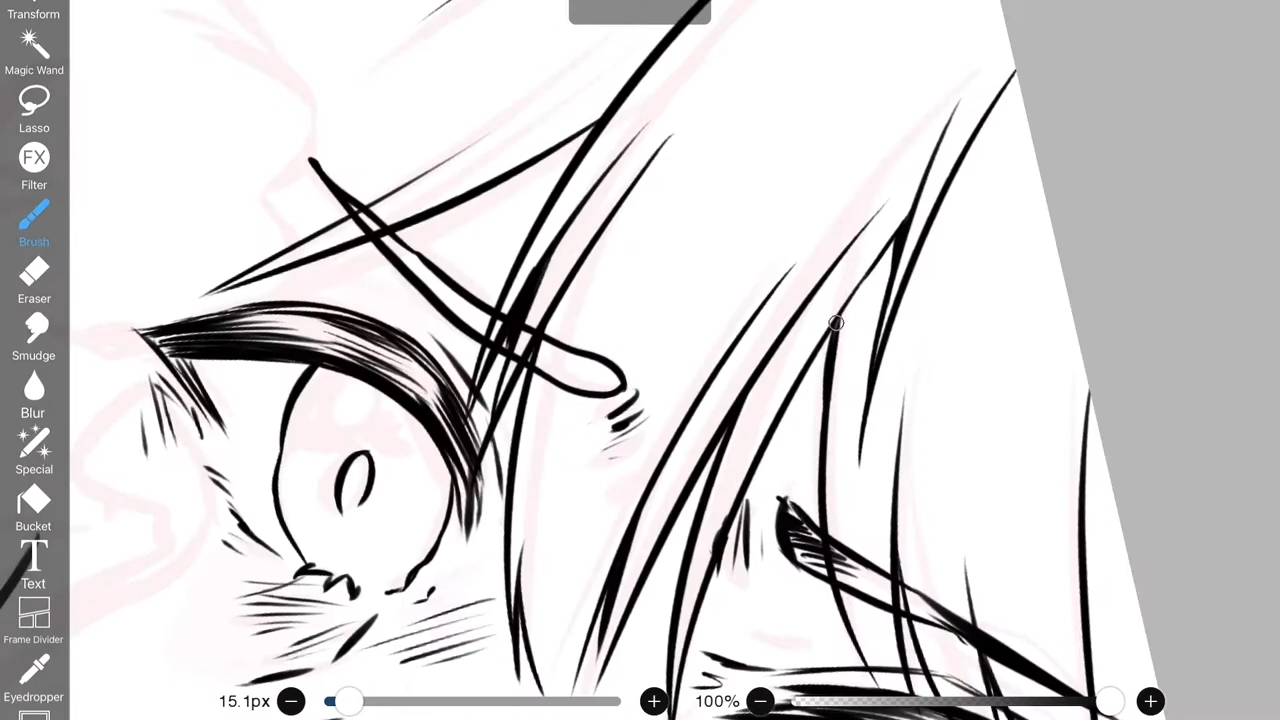 Transform
Magic Wand
Lasso
FX
Filter
Brush
Eraser
Smudge
Blur
Special
Bucket
T
Text
Frame Divider
Eyedropper
15.1px
100%